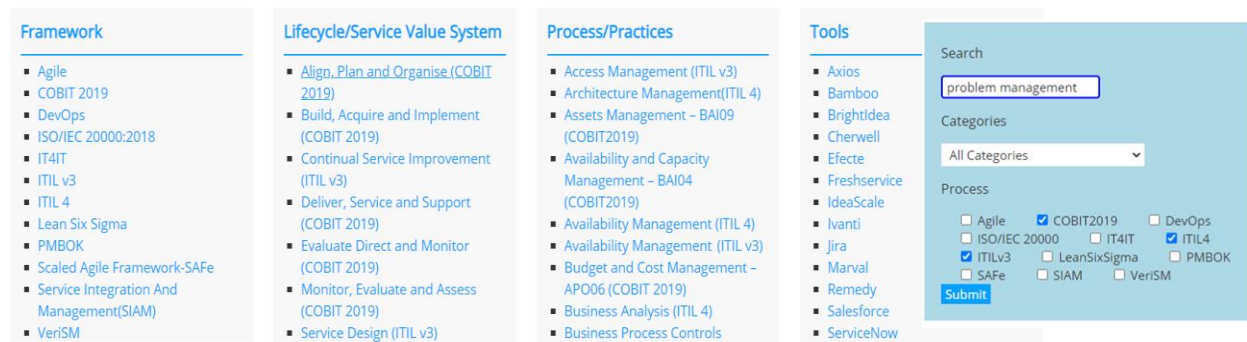 Framework
Agile
COBIT 2019
DevOps
ISO/IEC 20000:2018
IT4IT
ITIL v3
ITIL 4
Lean Six Sigma
PMBOK
Scaled Agile Framework-SAFe
Service Integration And
Management(SIAM)
VeriSM
Lifecycle/Service Value System
Align, Plan and Organise (COBIT
2019)
Build, Acquire and Implement
(COBIT 2019)
Continual Service Improvement
(ITIL v3)
Deliver, Service and Support
(COBIT 2019)
Evaluate Direct and Monitor
(COBIT 2019)
Monitor, Evaluate and Assess
(COBIT 2019)
Service Design (ITIL v3)
Process/Practices
Access Management (ITIL v3)
Architecture Management(ITIL 4)
Assets Management – BAI09
(COBIT2019)
Availability and Capacity
Management – BAI04
(COBIT2019)
Availability Management (ITIL 4)
Availability Management (ITIL v3)
Budget and Cost Management –
APO06 (COBIT 2019)
Business Analysis (ITIL 4)
Business Process Controls
Tools
Axios
Bamboo
BrightIdea
Cherwell
Efecte
Freshservice
IdeaScale
Ivanti
Jira
Marval
Remedy
Salesforce
ServiceNow
Search
problem management
Categories
All Categories
Process
Agile COBIT2019 DevOps
ISO/IEC 20000 IT4IT ITIL4
ITILv3 LeanSixSigma PMBOK
SAFe SIAM VeriSM
Submit